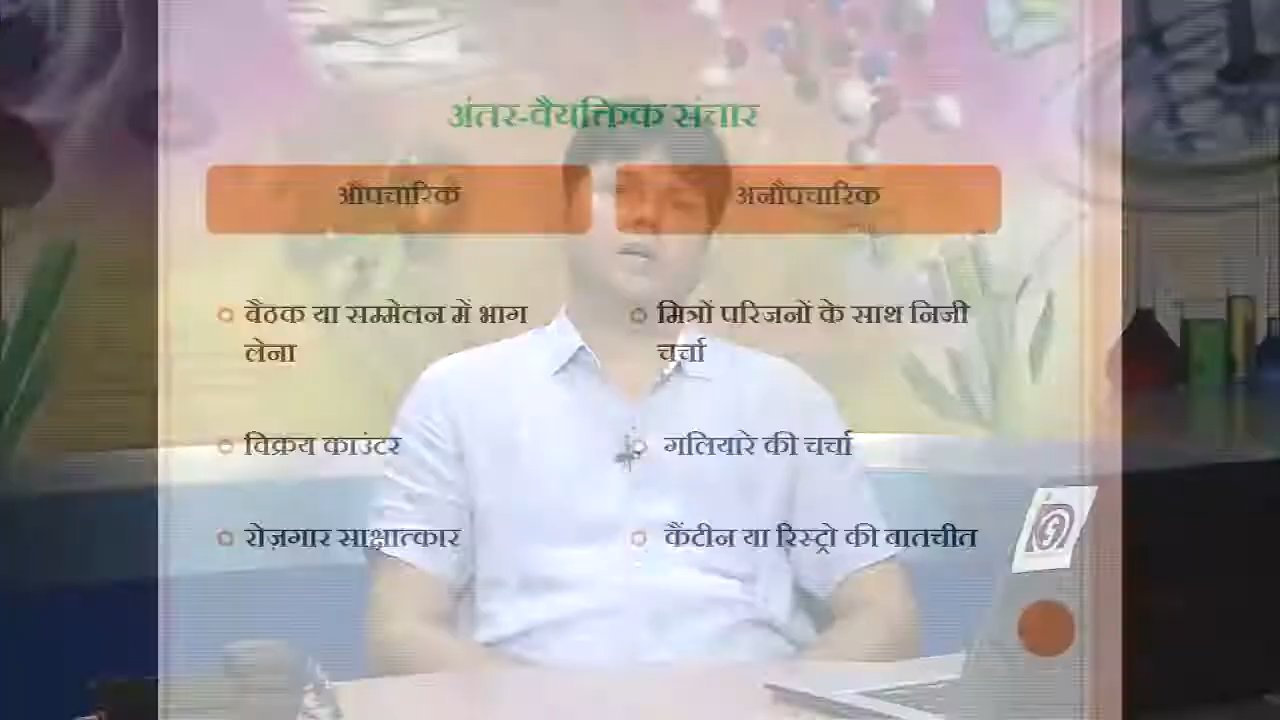 अंतर-वैयक्तिक संचार
औपचारिक
अनौपचारिक
बैठक या सम्मेलन में भाग
लेना
विक्रय काउंटर
रोज़गार साक्षात्कार
मित्रों परिजनों के साथ निजी
चर्चा
गलियारे की चर्चा
कैंटीन या रिस्ट्रो की बातचीत